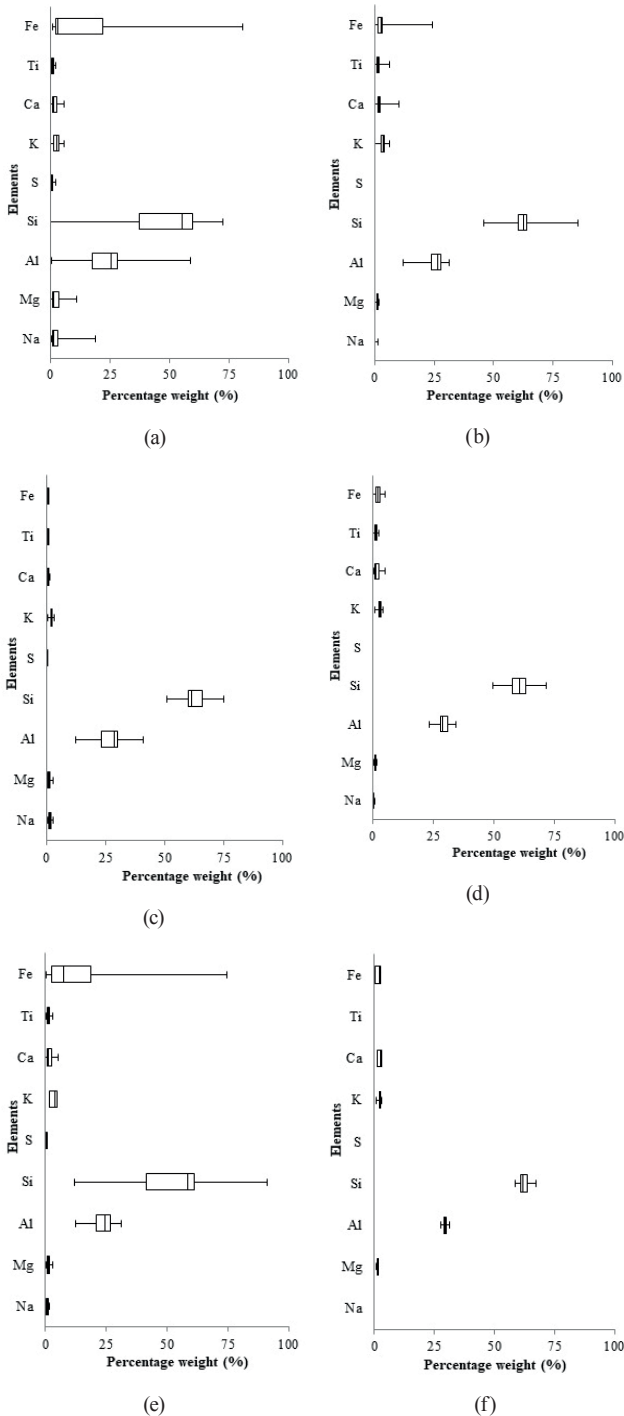 Fe
Ti
Ca
K
S
Si
Al
Mg
Na
Elements
0 25 50 75 100
Percentage weight (%)
(a)
Fe
Ti
Ca
K
S
Si
Al
Mg
Na
Elements
0 25 50 75 100
Percentage weight (%)
(b)
Fe
Ti
Ca
K
S
Si
Al
Mg
Na
Elements
0 25 50 75 100
Percentage weight (%)
(c)
Fe
Ti
Ca
K
S
Si
Al
Mg
Na
Elements
0 25 50 75 100
Percentage weight (%)
(d)
Fe
Ti
Ca
K
S
Si
Al
Mg
Na
Elements
0 25 50 75 100
Percentage weight (%)
(e)
Fe
Ti
Ca
K
S
Si
Al
Mg
Na
Elements
0 25 50 75 100
Percentage weight (%)
(f)